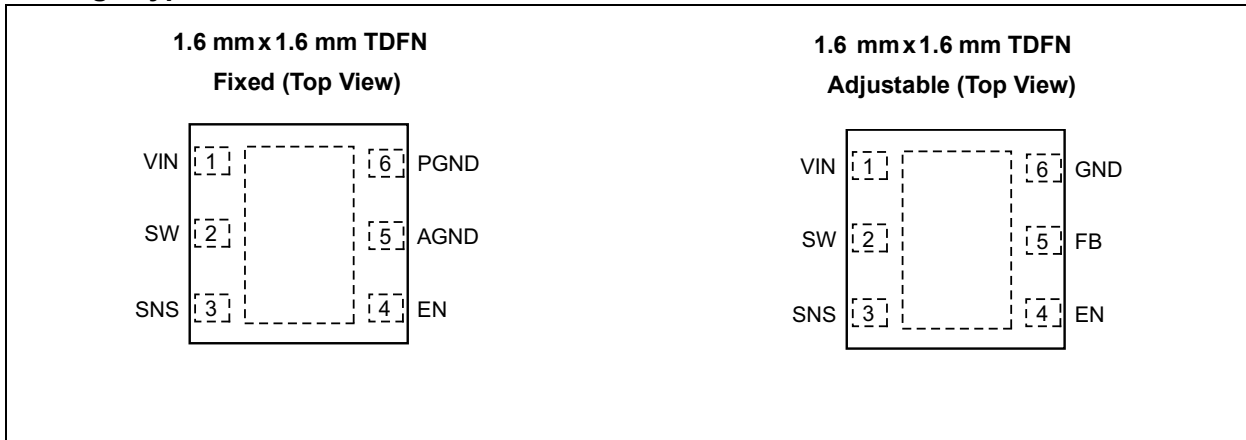 1.6 mm x 1.6 mm TDFN
Fixed (Top View)
VIN 1 6 PGND
SW 2 5 AGND
SNS 3 4 EN
1.6 mm x 1.6 mm TDFN
Adjustable (Top View)
VIN 1 6 GND
SW 2 5 FB
SNS 3 4 EN